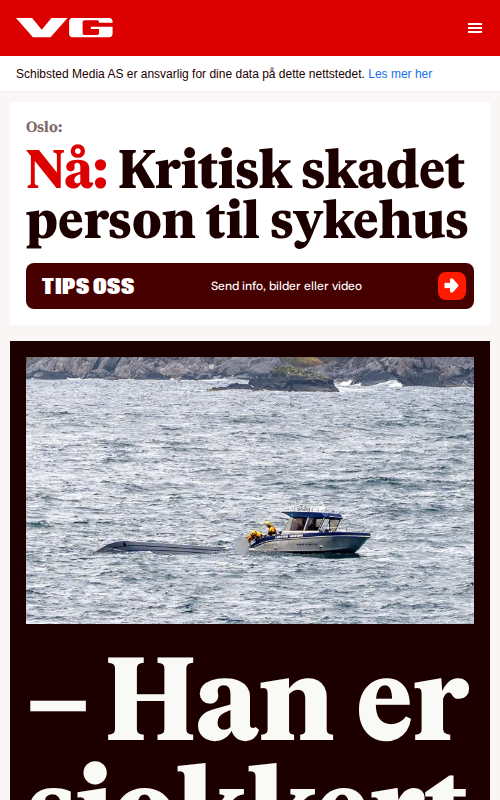 VG
Schibsted Media AS er ansvarlig for dine data på dette nettstedet. Les mer her
Oslo:
Nå: Kritisk skadet
person til sykehus
TIPS OSS
Send info, bilder eller video
– Han er
sjokkert